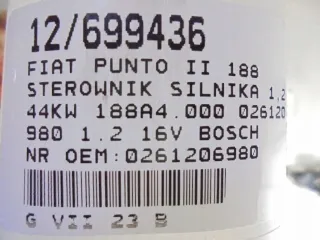 12/699436
FIAT PUNTO II 188
STEROWNIK SILNIKA 1,2
44KW 188A4.000 026120
980 1.2 16V BOSCH
NR OEM:0261206980
G VII 23 B